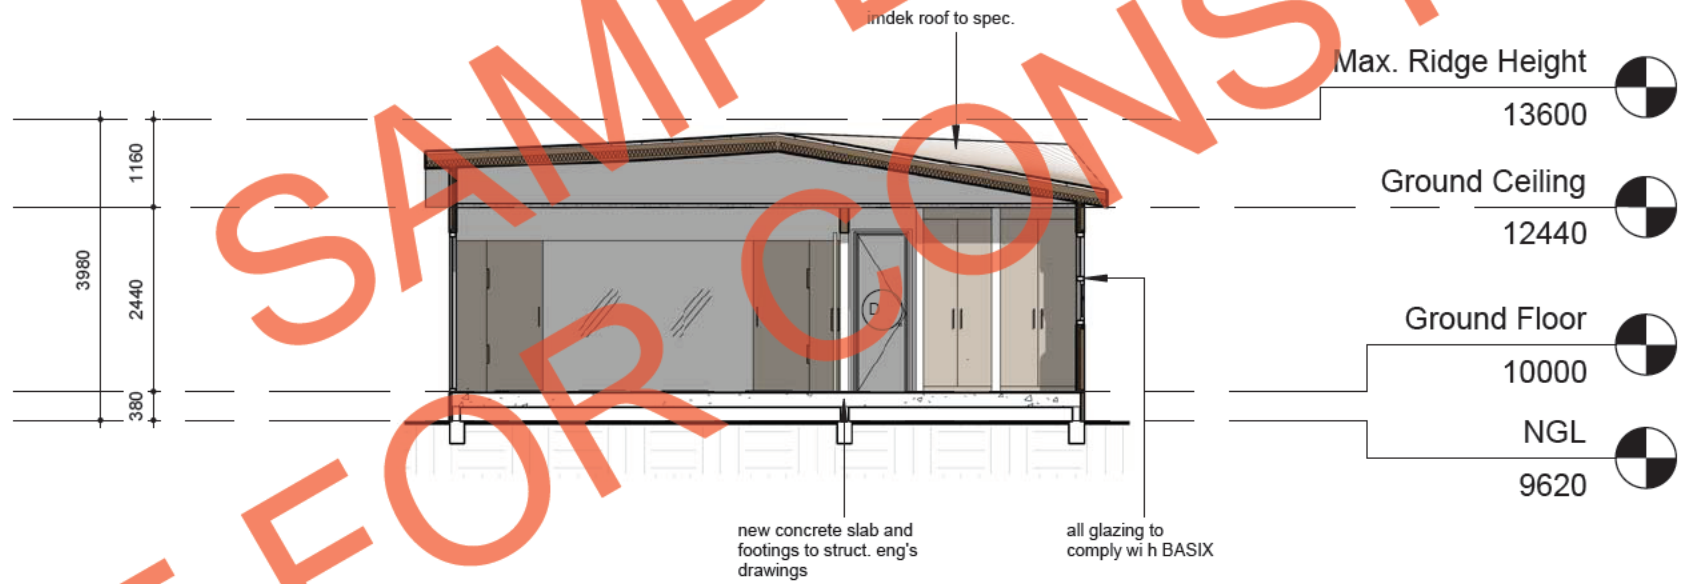 imdek roof to spec.
Max. Ridge Height
13600
1160
Ground Ceiling
12440
3980
2440
D
Ground Floor
10000
380
NGL
9620
new concrete slab and
footings to struct. eng's
drawings
all glazing to
comply wi h BASIX
SAMPLE
FOR CONST